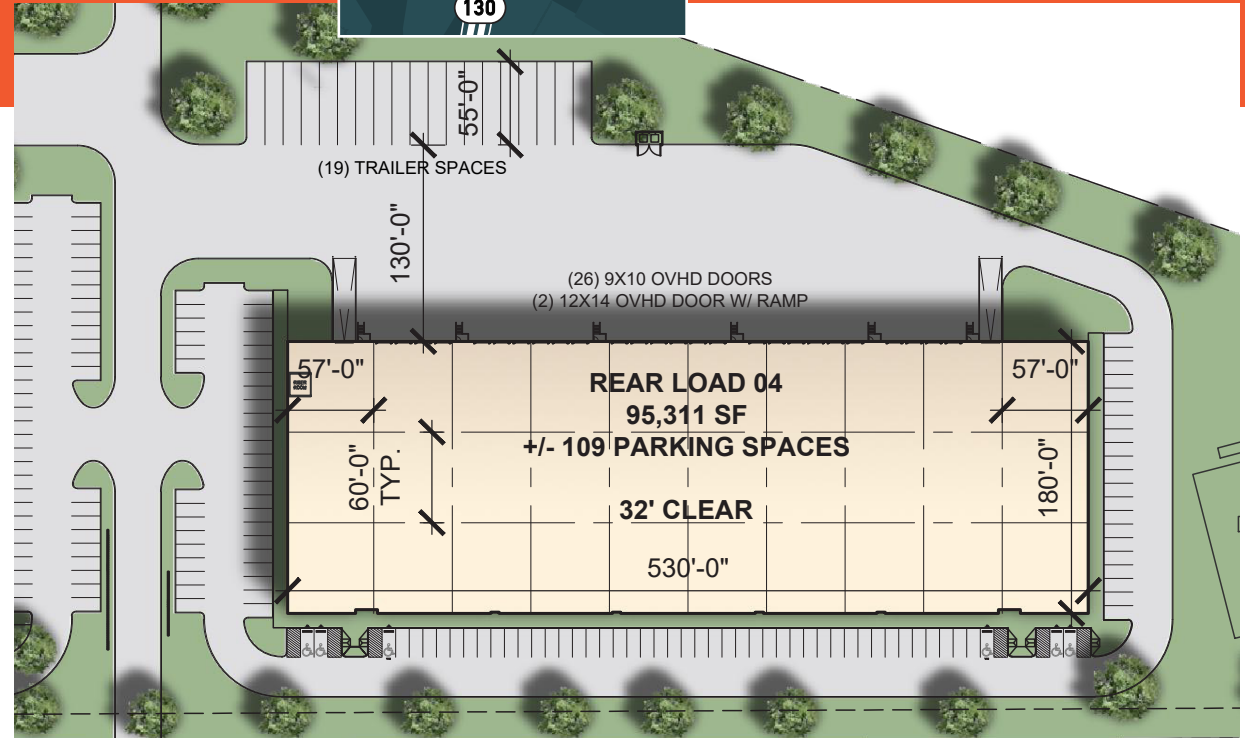 130
55'-0"
(19) TRAILER SPACES
130'-0"
(26) 9X10 OVHD DOORS
(2) 12X14 OVHD DOOR W/ RAMP
57'-0"
57'-0"
REAR LOAD 04
95,311 SF
+/- 109 PARKING SPACES
60'-0"
TYP.
32' CLEAR
180'-0"
530'-0"